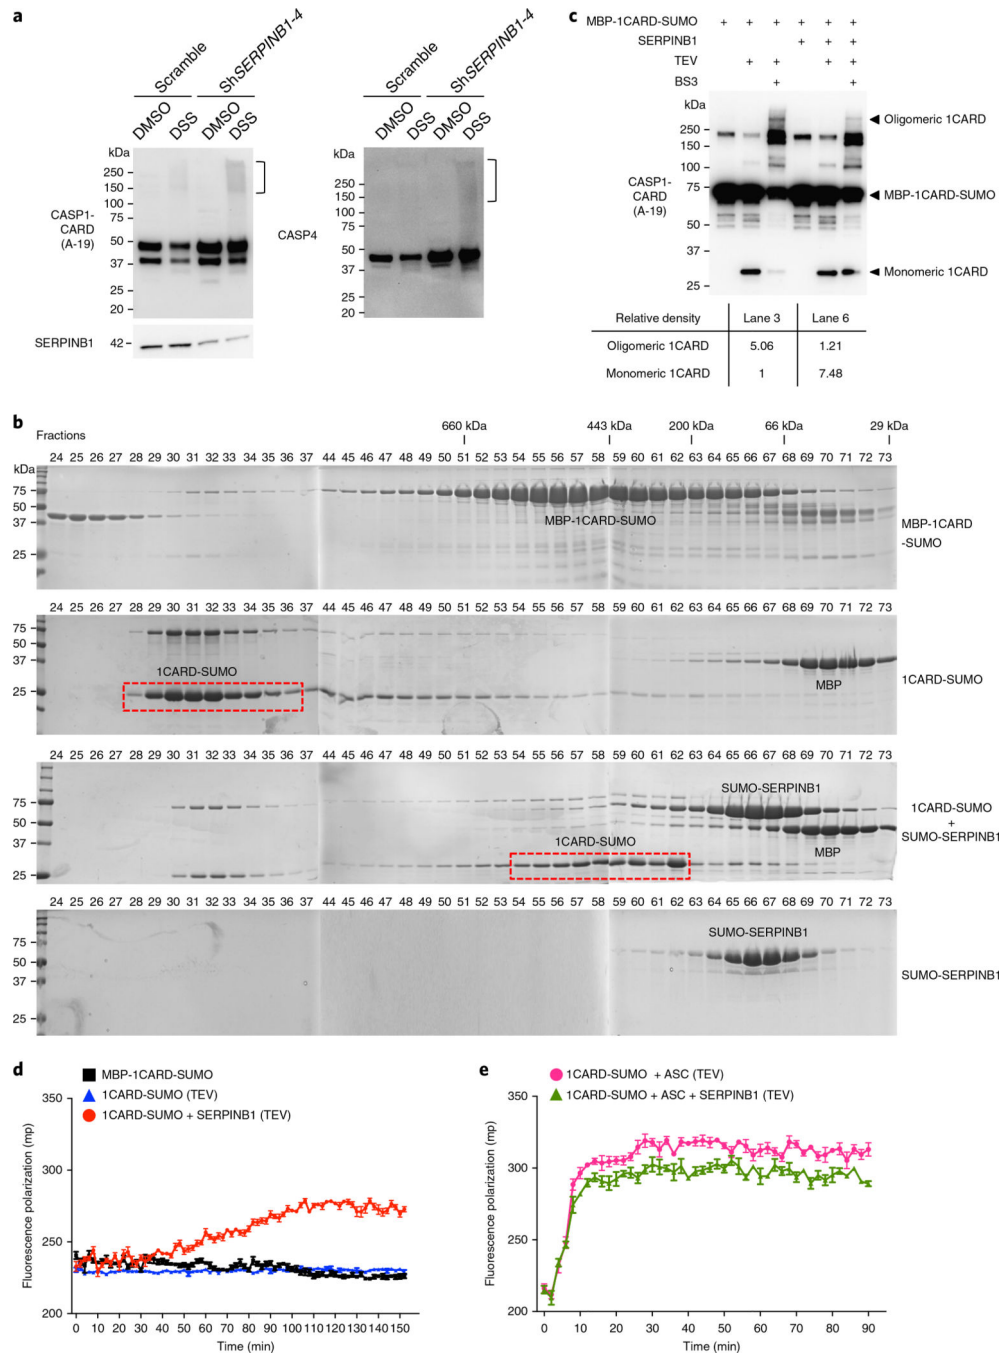 a
Scramble
ShSERPINB1-4
DMSO
DSS
DMSO
DSS
kDa
250
150
100
75
50
37
25
20
CASP1-
CARD
(A-19)
SERPINB1
42
Scramble
ShSERPINB1-4
DMSO
DSS
DMSO
DSS
kDa
250
150
100
75
50
37
25
20
CASP4
c
MBP-1CARD-SUMO + + + + + +
SERPINB1 + + +
TEV + + + +
BS3 + +
kDa
250
150
100
75
50
37
25
CASP1-
CARD
(A-19)
Oligomeric 1CARD
MBP-1CARD-SUMO
Monomeric 1CARD
Relative density Lane 3 Lane 6
Oligomeric 1CARD 5.06 1.21
Monomeric 1CARD 1 7.48
b
Fractions
660 kDa 443 kDa 200 kDa 66 kDa 29 kDa
24 25 26 27 28 29 30 31 32 33 34 35 36 37 44 45 46 47 48 49 50 51 52 53 54 55 56 57 58 59 60 61 62 63 64 65 66 67 68 69 70 71 72 73
kDa
75
50
37
25
MBP-1CARD-SUMO
MBP-1CARD
-SUMO
24 25 26 27 28 29 30 31 32 33 34 35 36 37 44 45 46 47 48 49 50 51 52 53 54 55 56 57 58 59 60 61 62 63 64 65 66 67 68 69 70 71 72 73
75
50
37
25
1CARD-SUMO
MBP
1CARD-SUMO
24 25 26 27 28 29 30 31 32 33 34 35 36 37 44 45 46 47 48 49 50 51 52 53 54 55 56 57 58 59 60 61 62 63 64 65 66 67 68 69 70 71 72 73
75
50
37
25
SUMO-SERPINB1
1CARD-SUMO
MBP
1CARD-SUMO
+
SUMO-SERPINB1
24 25 26 27 28 29 30 31 32 33 34 35 36 37 44 45 46 47 48 49 50 51 52 53 54 55 56 57 58 59 60 61 62 63 64 65 66 67 68 69 70 71 72 73
75
50
37
25
SUMO-SERPINB1
SUMO-SERPINB1
d
MBP-1CARD-SUMO
1CARD-SUMO (TEV)
1CARD-SUMO + SERPINB1 (TEV)
Fluorescence polarization (mp)
350
300
250
200
0 10 20 30 40 50 60 70 80 90 100 110 120 130 140 150
Time (min)
e
1CARD-SUMO + ASC (TEV)
1CARD-SUMO + ASC + SERPINB1 (TEV)
Fluorescence polarization (mp)
350
300
250
200
0 10 20 30 40 50 60 70 80 90
Time (min)